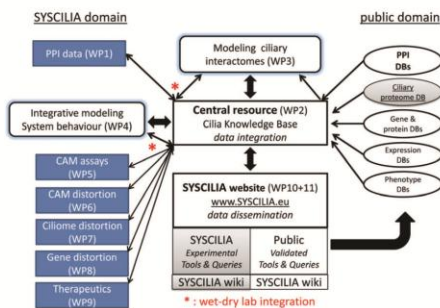 SYSCILIA domain
public domain
PPI data (WP1)
Modeling ciliary
interactomes (WP3)
PPI
DBs
*
Central resource (WP2)
Cilia Knowledge Base
data integration
Ciliary
proteome DB
Integrative modeling
System behaviour (WP4)
Gene &
protein DBs
*
Expression
DBs
CAM assays
(WP5)
SYSCILIA website (WP10+11)
www.SYSCILIA.eu
data dissemination
Phenotype
DBs
CAM distortion
(WP6)
Ciliome distortion
(WP7)
SYSCILIA
Experimental
Tools & Queries
Public
Validated
Tools & Queries
Gene distortion
(WP8)
SYSCILIA wiki
SYSCILIA wiki
Therapeutics
(WP9)
* : wet-dry lab integration